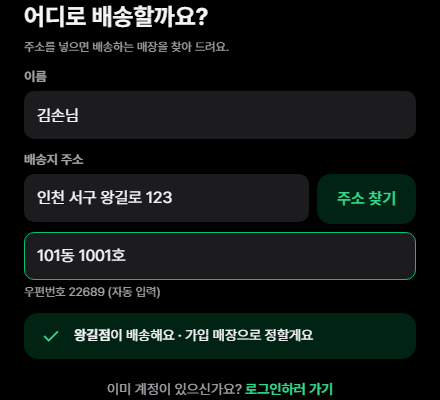 어디로 배송할까요?
주소를 넣으면 배송하는 매장을 찾아 드려요.
이름
김손님
배송지 주소
인천 서구 왕길로 123
주소 찾기
101동 1001호
우편번호 22689 (자동 입력)
왕길점이 배송해요 · 가입 매장으로 정할게요
이미 계정이 있으신가요? 로그인하러 가기